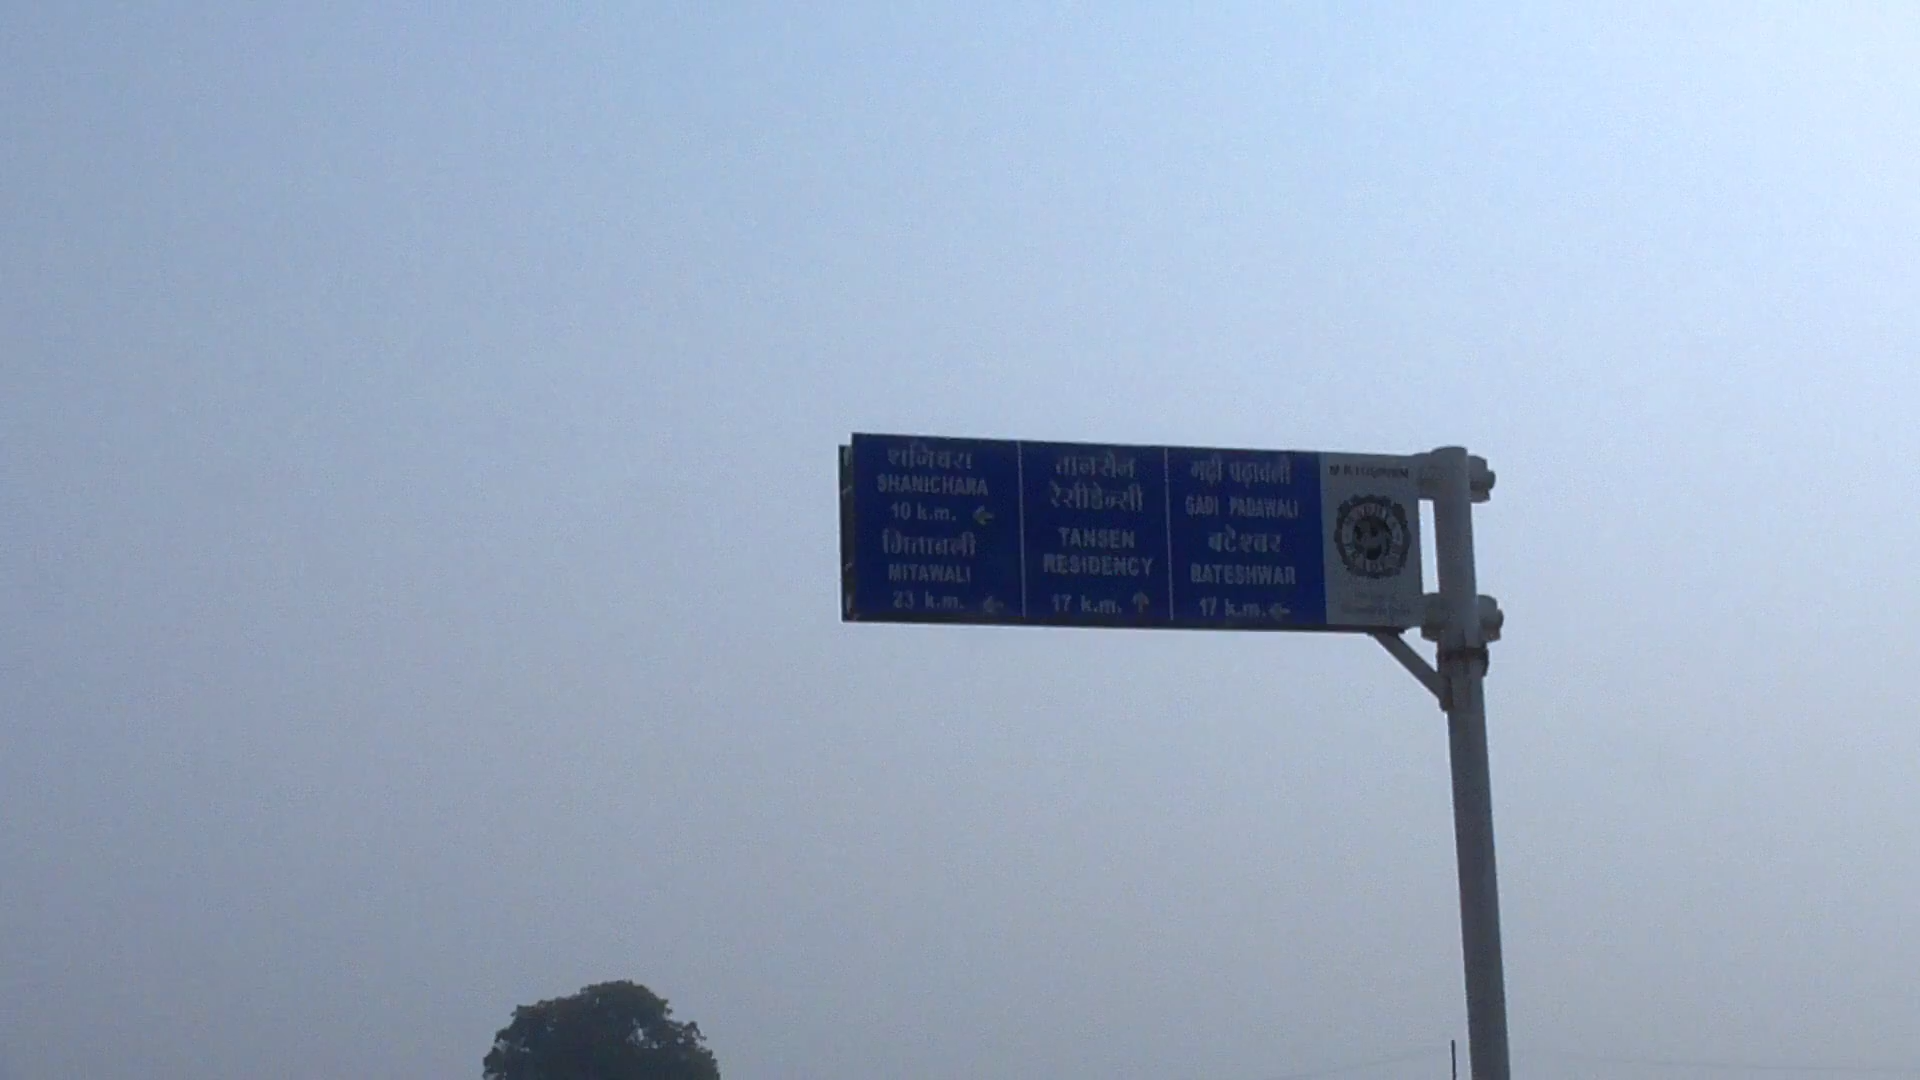 शनिचरा
SHANICHARA
10 k.m. ←
मितावली
MITAWALI
23 k.m. ←
तानसेन
रेसीडेन्सी
TANSEN
RESIDENCY
17 k.m. ↑
गढ़ी पढ़ावली
GADI PADAWALI
बटेश्वर
BATESHWAR
17 k.m. ←
M.P.TOURISM